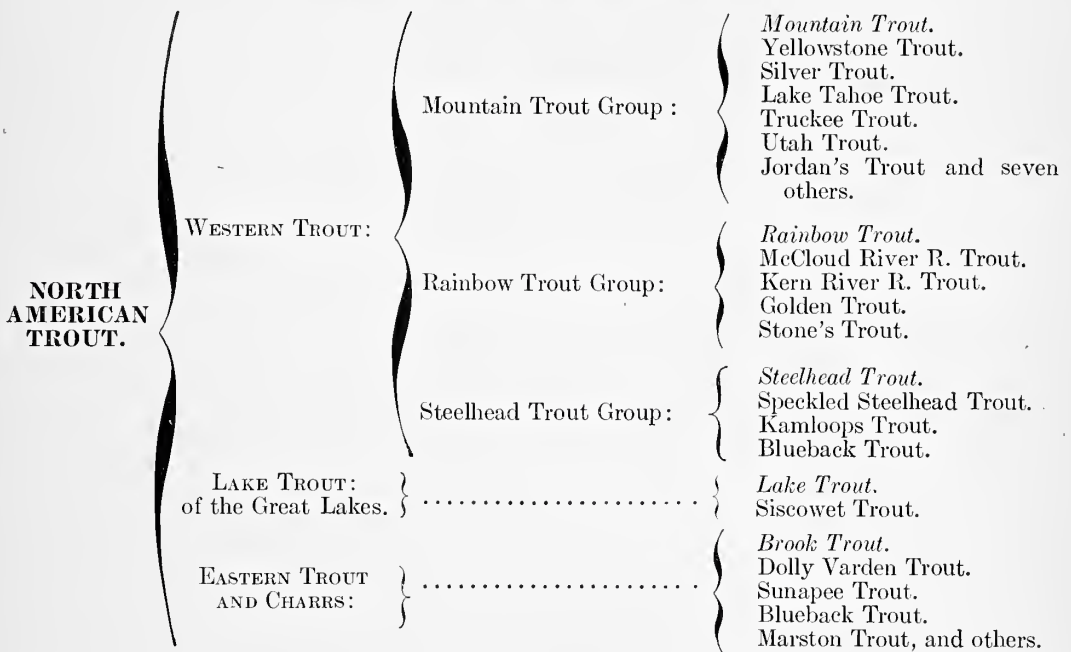 NORTH
AMERICAN
TROUT.
WESTERN TROUT:
Mountain Trout Group :
Mountain Trout.
Yellowstone Trout.
Silver Trout.
Lake Tahoe Trout.
Truckee Trout.
Utah Trout.
Jordan's Trout and seven
others.
Rainbow Trout Group:
Rainbow Trout.
McCloud River R. Trout.
Kern River R. Trout.
Golden Trout.
Stone's Trout.
Steelhead Trout Group:
Steelhead Trout.
Speckled Steelhead Trout.
Kamloops Trout.
Blueback Trout.
LAKE TROUT:
of the Great Lakes.
Lake Trout.
Siscowet Trout.
EASTERN TROUT
AND CHARRS:
Brook Trout.
Dolly Varden Trout.
Sunapee Trout.
Blueback Trout.
Marston Trout, and others.